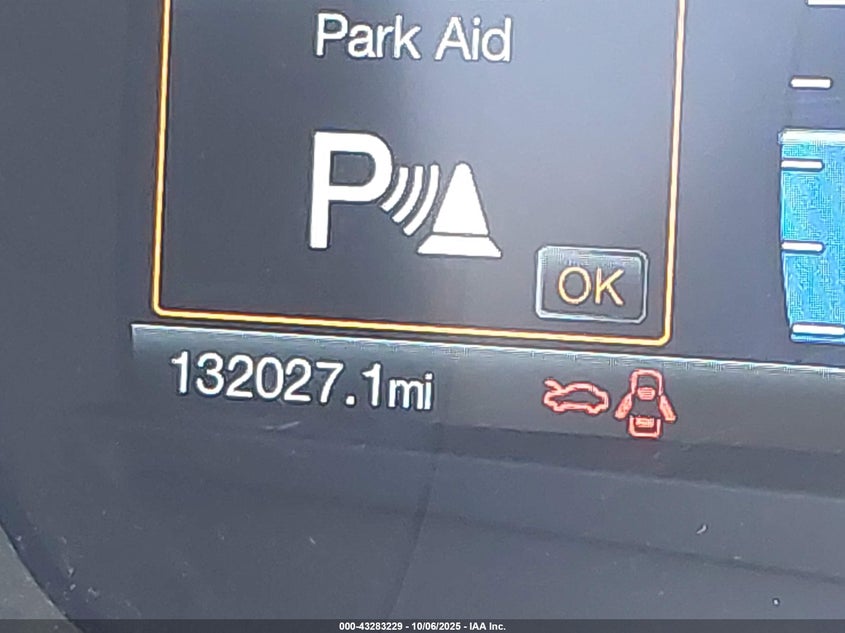 Park Aid
P
OK
132027.1mi
000-43283229 - 10/06/2025 - IAA Inc.